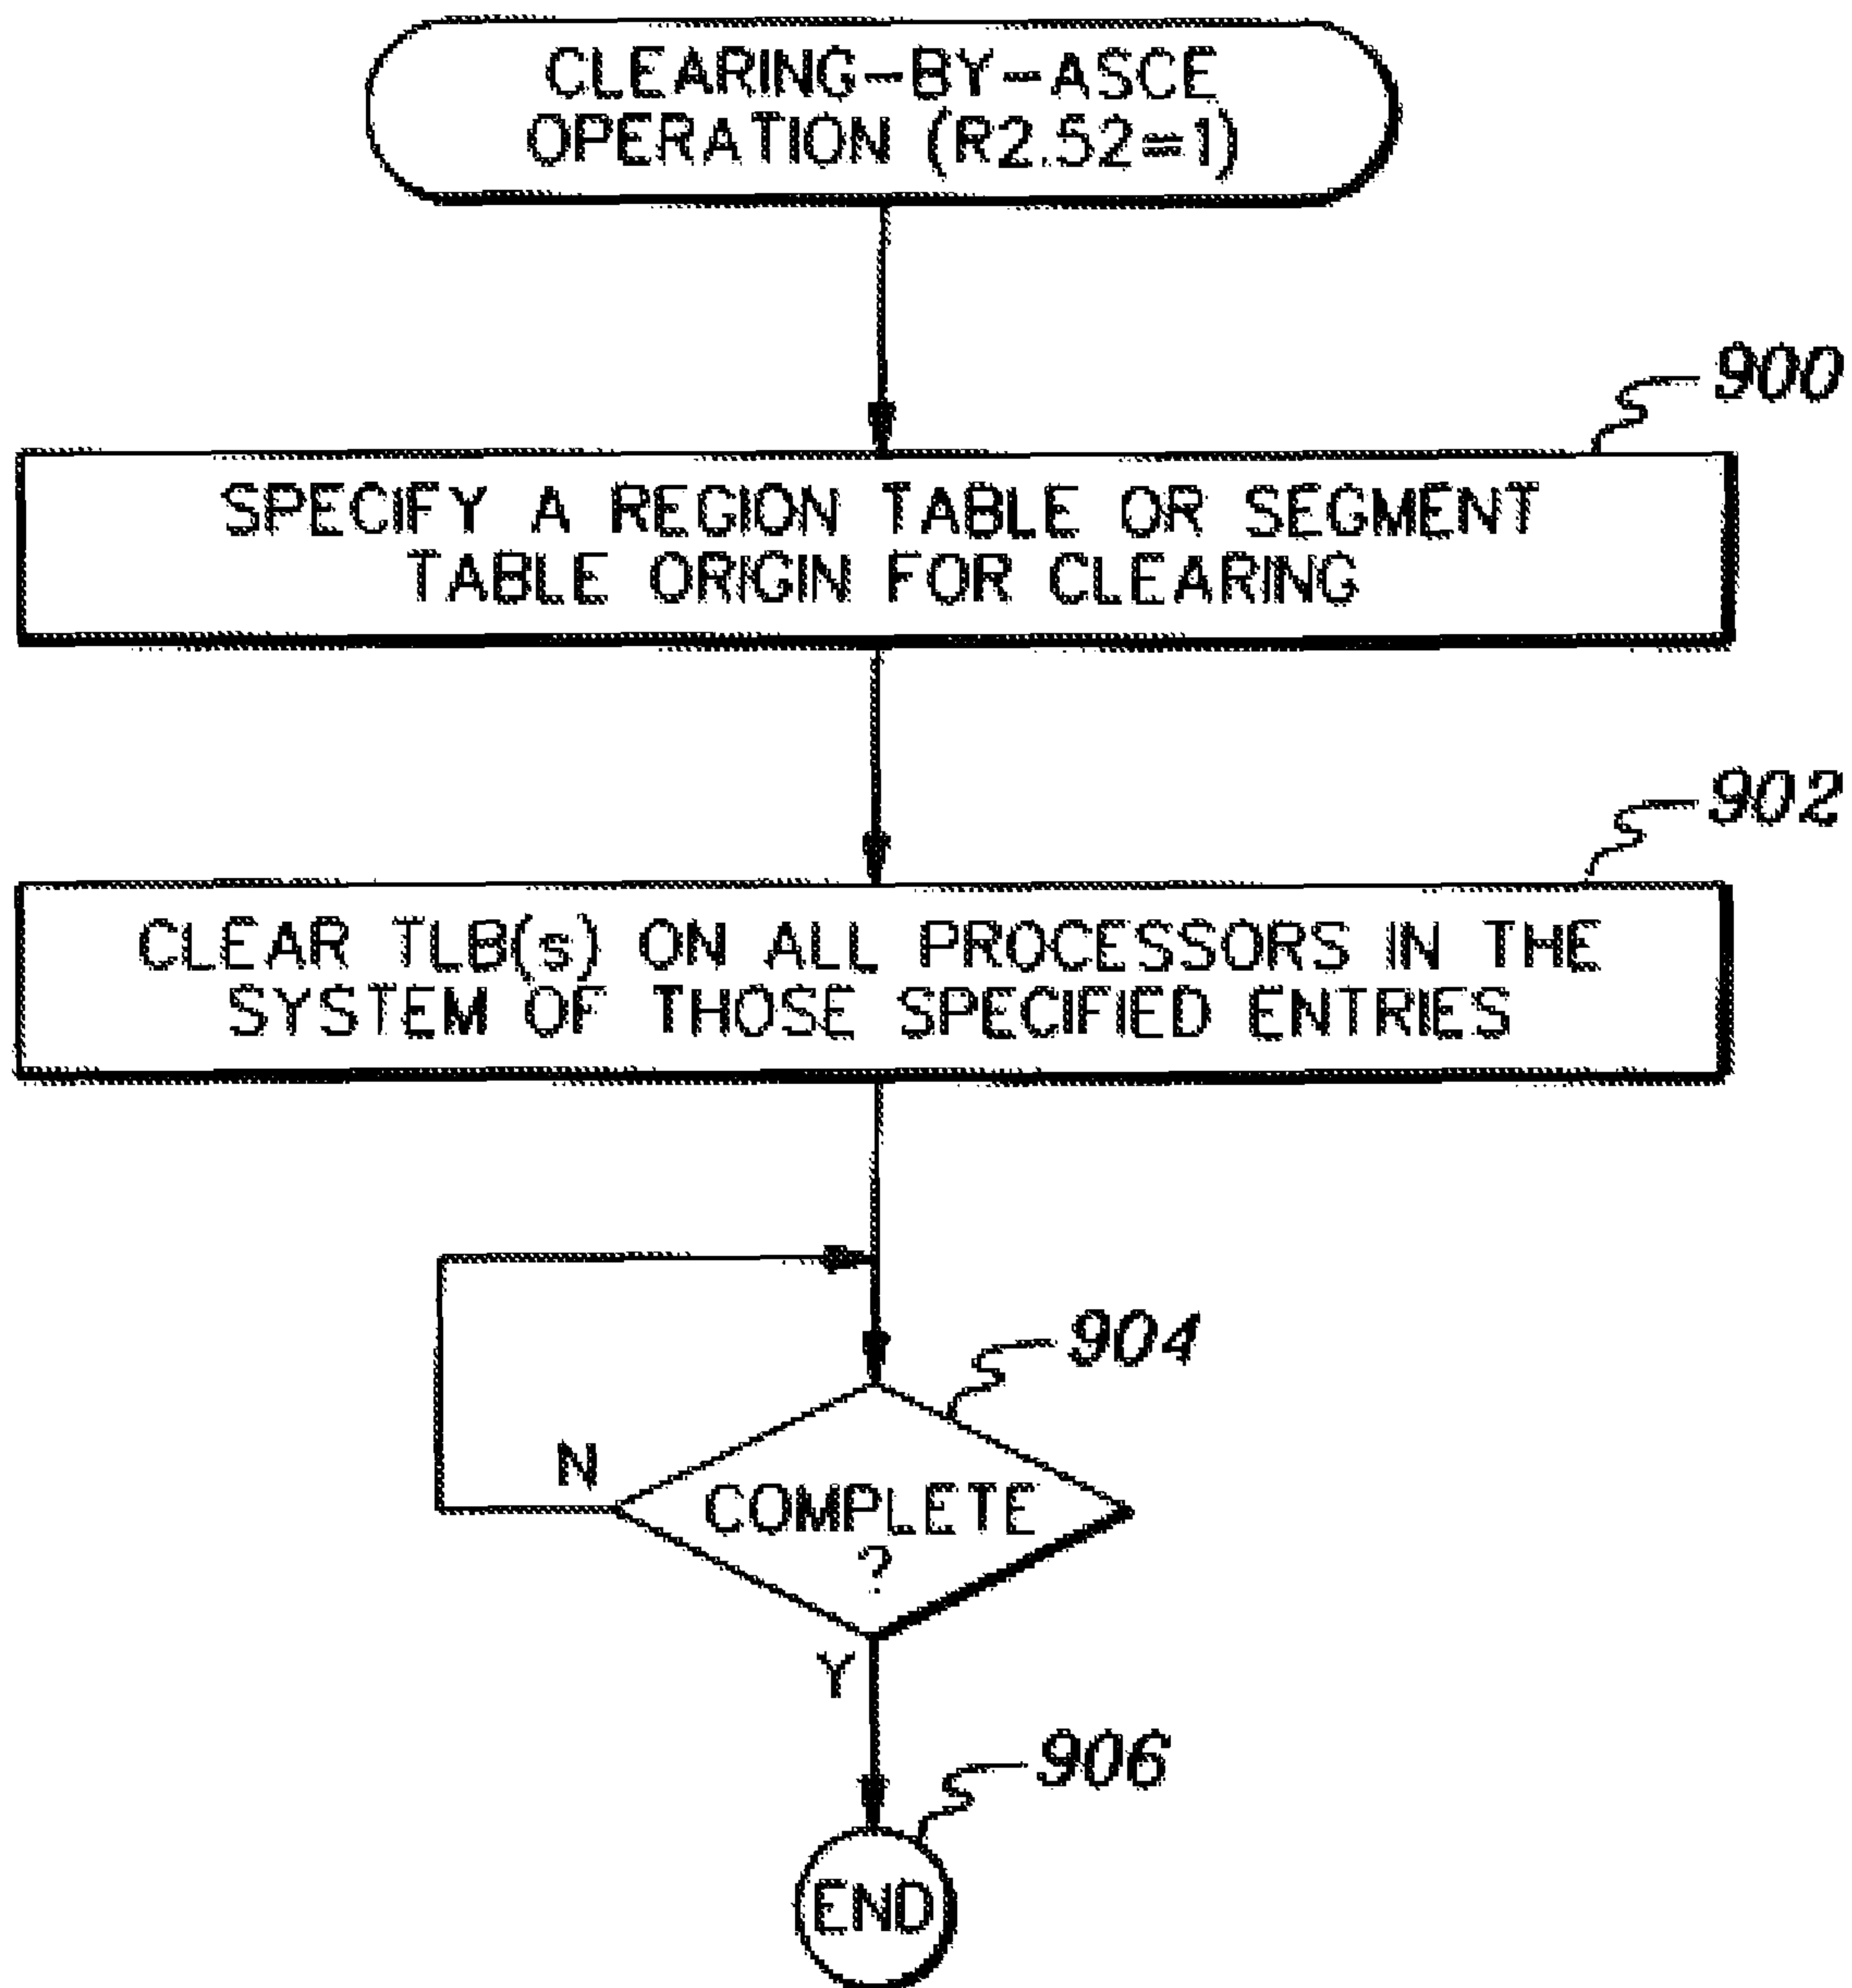 CLEARING-BY-ASCE
OPERATION (R2.52=1)
900
SPECIFY A REGION TABLE OR SEGMENT
TABLE ORIGIN FOR CLEARING
902
CLEAR TLB(s) ON ALL PROCESSORS IN THE
SYSTEM OF THOSE SPECIFIED ENTRIES
904
N
COMPLETE
?
Y
906
END